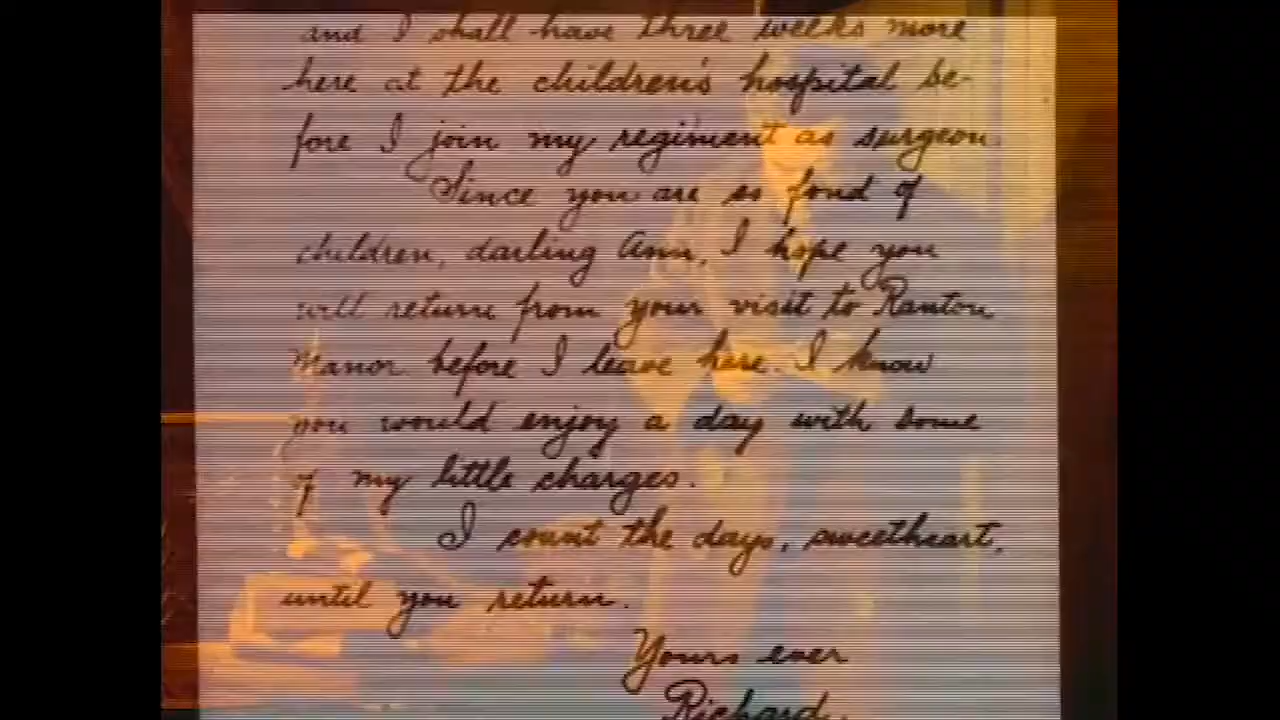 and I shall have three weeks more
here at the children's hospital be-
fore I join my regiment as surgeon.
Since you are so fond of
children, darling Ann, I hope you
will return from your visit to Ranton
Manor before I leave here. I know
you would enjoy a day with some
of my little charges.
I count the days, sweetheart,
until you return.
Yours ever
Richard.